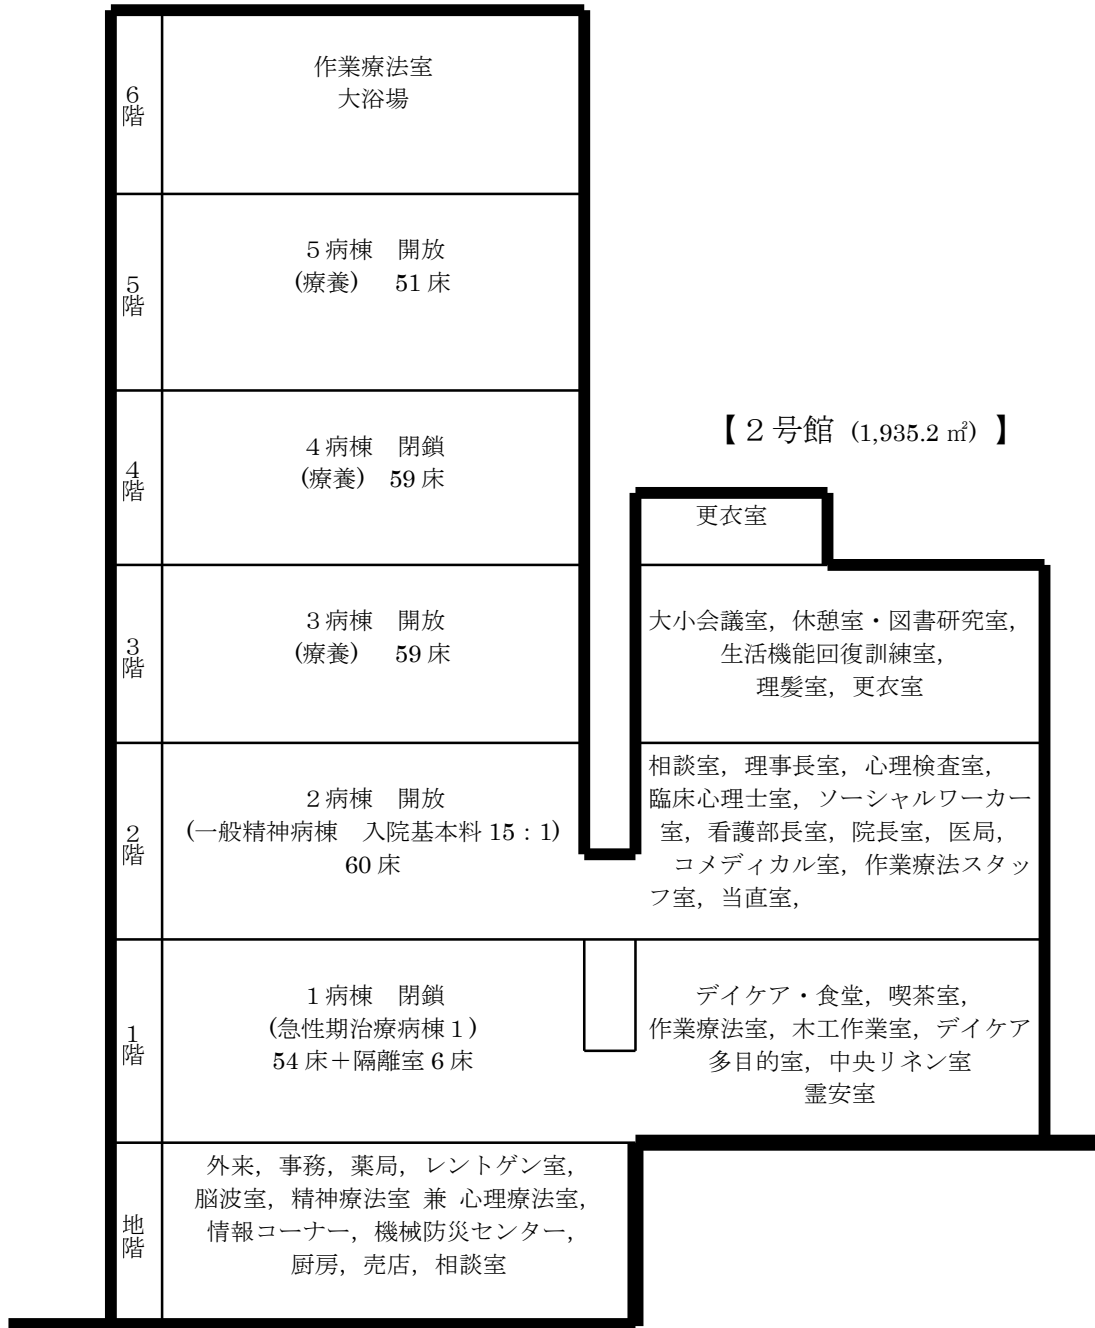 6階
作業療法室
大浴場
5階
５病棟　開放
(療養)　51 床
【２号館 (1,935.2 ㎡) 】
4階
４病棟　閉鎖
(療養)　59 床
更衣室
3階
３病棟　開放
(療養)　59 床
大小会議室，休憩室・図書研究室，
生活機能回復訓練室，
理髪室，更衣室
2階
２病棟　開放
(一般精神病棟　入院基本料 15：1)
60 床
相談室，理事長室，心理検査室，
臨床心理士室，ソーシャルワーカー
室，看護部長室，院長室，医局，
コメディカル室，作業療法スタッ
フ室，当直室，
1階
１病棟　閉鎖
(急性期治療病棟１)
54 床＋隔離室 6 床
デイケア・食堂，喫茶室，
作業療法室，木工作業室，デイケア
多目的室，中央リネン室
霊安室
地階
外来，事務，薬局，レントゲン室，
脳波室，精神療法室 兼 心理療法室，
情報コーナー，機械防災センター，
厨房，売店，相談室